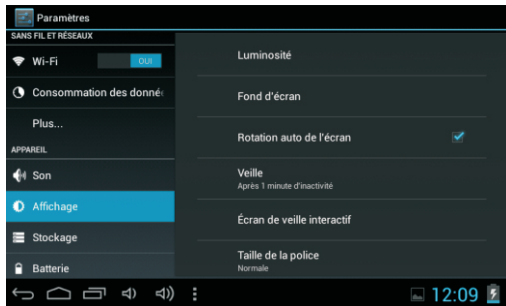 Paramètres
SANS FIL ET RÉSEAUX
Wi-Fi OUI
Consommation des donnée
Plus...
APPAREIL
Son
Affichage
Stockage
Batterie
Luminosité
Fond d'écran
Rotation auto de l'écran
Veille
Après 1 minute d'inactivité
Écran de veille interactif
Taille de la police
Normale
12:09